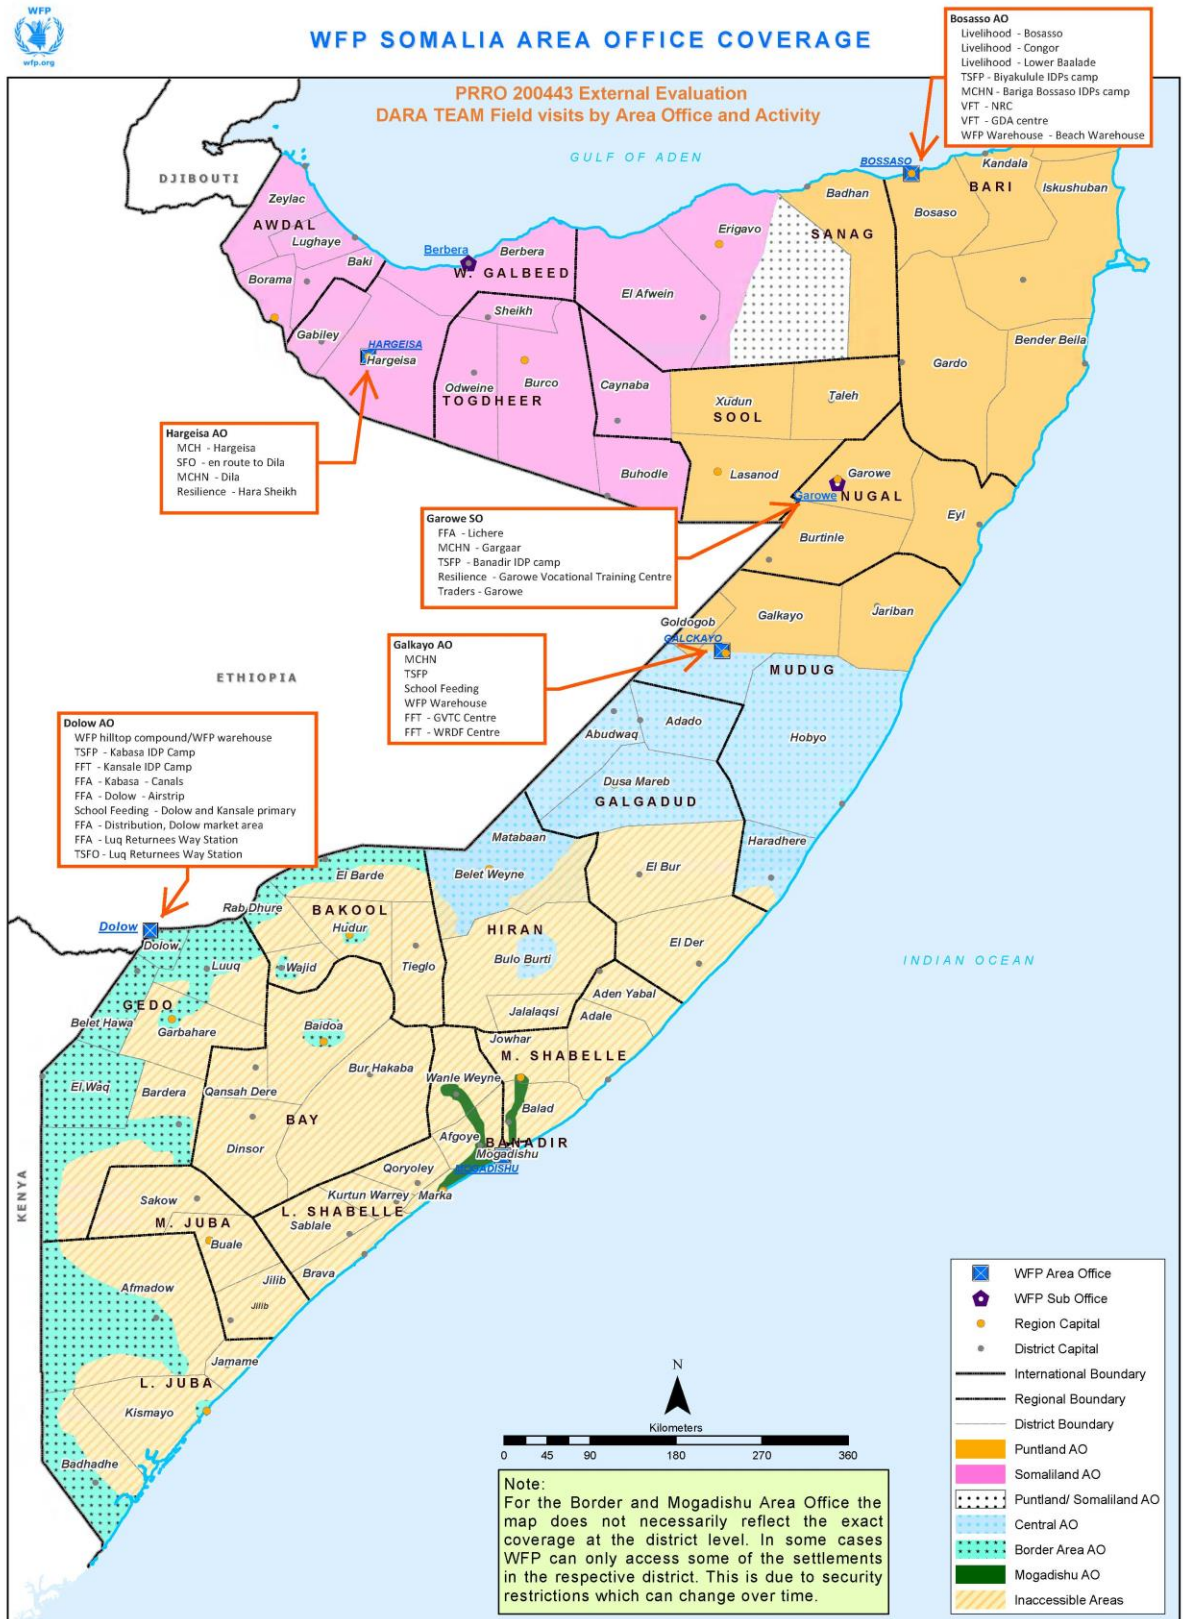 WFP
wfp.org
WFP SOMALIA AREA OFFICE COVERAGE
PRRO 200443 External Evaluation
DARA TEAM Field visits by Area Office and Activity
Bosasso AO
Livelihood - Bosasso
Livelihood - Congor
Livelihood - Lower Baalade
TSFP - Biyakulule IDPs camp
MCHN - Bariga Bossaso IDPs camp
VFT - NRC
VFT - GDA centre
WFP Warehouse - Beach Warehouse
GULF OF ADEN
DJIBOUTI
BOSSASO
Kandala
BARI
Iskushuban
Badhan
Bosaso
Zeylac
AWDAL
Lughaye
Baki
Borama
Berbera
Berbera
W. GALBEED
Erigavo
SANAG
El Afwein
Sheikh
Gabiley
HARGEISA
Hargeisa
Odweine
Burco
TOGDHEER
Caynaba
Xudun
SOOL
Taleh
Gardo
Bender Beila
Buhodle
Lasanod
Garowe
Garowe
NUGAL
Eyl
Burtinle
Hargeisa AO
MCH - Hargeisa
SFO - en route to Dila
MCHN - Dila
Resilience - Hara Sheikh
Garowe SO
FFA - Lichere
MCHN - Gargaar
TSFP - Banadir IDP camp
Resilience - Garowe Vocational Training Centre
Traders - Garowe
Goldogob
GALCKAYO
Galkayo
Jariban
MUDUG
Galkayo AO
MCHN
TSFP
School Feeding
WFP Warehouse
FFT - GVTC Centre
FFT - WRDF Centre
ETHIOPIA
Abudwaq
Adado
Hobyo
Dusa Mareb
GALGADUD
Dolow AO
WFP hilltop compound/WFP warehouse
TSFP - Kabasa IDP Camp
FFT - Kansale IDP Camp
FFA - Kabasa - Canals
FFA - Dolow - Airstrip
School Feeding - Dolow and Kansale primary
FFA - Distribution, Dolow market area
FFA - Luq Returnees Way Station
TSFO - Luq Returnees Way Station
Matabaan
Haradhere
Belet Weyne
El Bur
El Barde
Rab Dhure
BAKOOL
Hudur
HIRAN
Dolow
Dolow
Luuq
Wajid
Tieglo
Bulo Burti
El Der
INDIAN OCEAN
GEDO
Belet Hawa
Garbahare
Baidoa
Aden Yabal
Jalalaqsi
Adale
Jowhar
M. SHABELLE
El Waq
Bardera
Qansah Dere
Bur Hakaba
Wanle Weyne
Balad
BAY
Dinsor
Afgoye
BANADIR
Mogadishu
MOGADISHU
Qoryoley
Kurtun Warrey
Marka
KENYA
Sakow
M. JUBA
L. SHABELLE
Sablale
Buale
Afmadow
Jilib
Brava
Jilib
Jamame
L. JUBA
Kismayo
Badhadhe
N
Kilometers
0 45 90 180 270 360
Note:
For the Border and Mogadishu Area Office the
map does not necessarily reflect the exact
coverage at the district level. In some cases
WFP can only access some of the settlements
in the respective district. This is due to security
restrictions which can change over time.
WFP Area Office
WFP Sub Office
Region Capital
District Capital
International Boundary
Regional Boundary
District Boundary
Puntland AO
Somaliland AO
Puntland/ Somaliland AO
Central AO
Border Area AO
Mogadishu AO
Inaccessible Areas